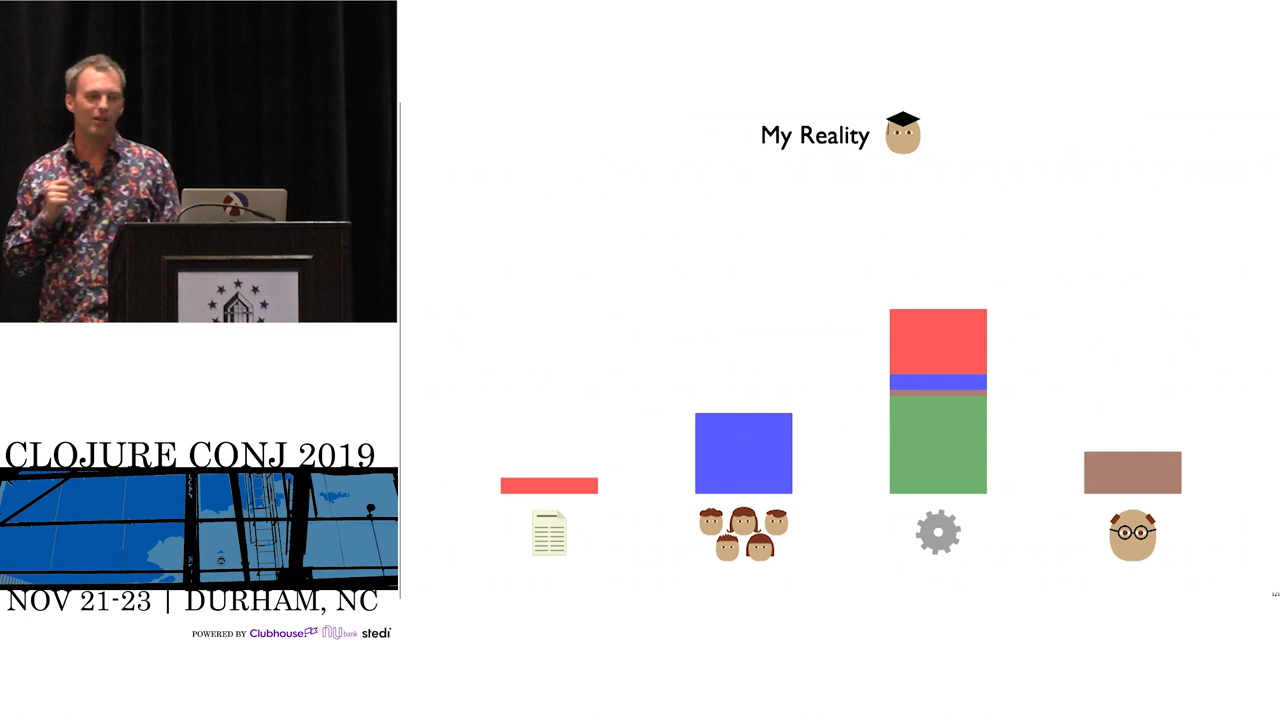 My Reality
CLOJURE CONJ 2019
NOV 21-23 | DURHAM, NC
POWERED BY Clubhouse nu bank stedi